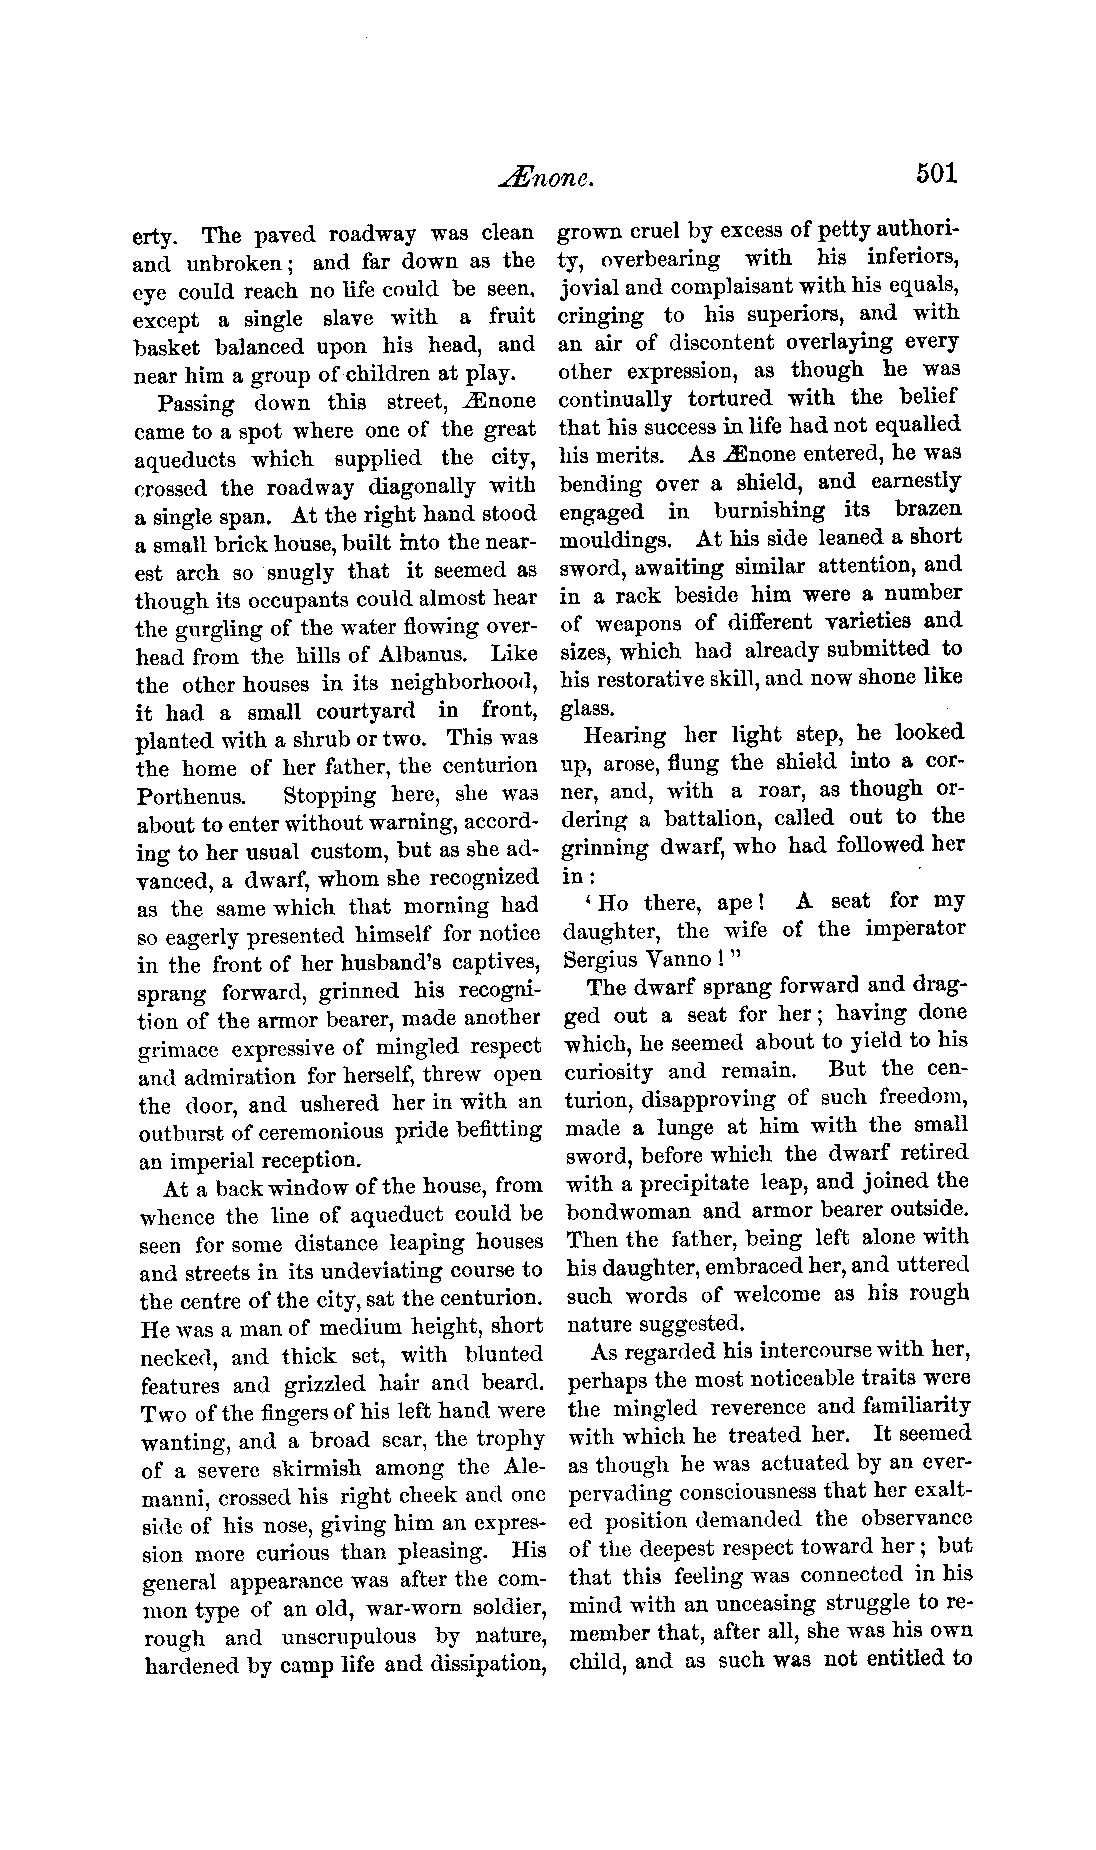 Ænone. 501
erty. The paved roadway was clean
and unbroken; and far down as the
eye could reach no life could be seen,
except a single slave with a fruit
basket balanced upon his head, and
near him a group of children at play.
Passing down this street, Ænone
came to a spot where one of the great
aqueducts which supplied the city,
crossed the roadway diagonally with
a single span. At the right hand stood
a small brick house, built into the near-
est arch so snugly that it seemed as
though its occupants could almost hear
the gurgling of the water flowing over-
head from the hills of Albanus. Like
the other houses in its neighborhood,
it had a small courtyard in front,
planted with a shrub or two. This was
the home of her father, the centurion
Porthenus. Stopping here, she was
about to enter without warning, accord-
ing to her usual custom, but as she ad-
vanced, a dwarf, whom she recognized
as the same which that morning had
so eagerly presented himself for notice
in the front of her husband's captives,
sprang forward, grinned his recogni-
tion of the armor bearer, made another
grimace expressive of mingled respect
and admiration for herself, threw open
the door, and ushered her in with an
outburst of ceremonious pride befitting
an imperial reception.
At a back window of the house, from
whence the line of aqueduct could be
seen for some distance leaping houses
and streets in its undeviating course to
the centre of the city, sat the centurion.
He was a man of medium height, short
necked, and thick set, with blunted
features and grizzled hair and beard.
Two of the fingers of his left hand were
wanting, and a broad scar, the trophy
of a severe skirmish among the Ale-
manni, crossed his right cheek and one
side of his nose, giving him an expres-
sion more curious than pleasing. His
general appearance was after the com-
mon type of an old, war-worn soldier,
rough and unscrupulous by nature,
hardened by camp life and dissipation,
grown cruel by excess of petty authori-
ty, overbearing with his inferiors,
jovial and complaisant with his equals,
cringing to his superiors, and with
an air of discontent overlaying every
other expression, as though he was
continually tortured with the belief
that his success in life had not equalled
his merits. As Ænone entered, he was
bending over a shield, and earnestly
engaged in burnishing its brazen
mouldings. At his side leaned a short
sword, awaiting similar attention, and
in a rack beside him were a number
of weapons of different varieties and
sizes, which had already submitted to
his restorative skill, and now shone like
glass.
Hearing her light step, he looked
up, arose, flung the shield into a cor-
ner, and, with a roar, as though or-
dering a battalion, called out to the
grinning dwarf, who had followed her
in:
‘Ho there, ape! A seat for my
daughter, the wife of the imperator
Sergius Vanno!”
The dwarf sprang forward and drag-
ged out a seat for her; having done
which, he seemed about to yield to his
curiosity and remain. But the cen-
turion, disapproving of such freedom,
made a lunge at him with the small
sword, before which the dwarf retired
with a precipitate leap, and joined the
bondwoman and armor bearer outside.
Then the father, being left alone with
his daughter, embraced her, and uttered
such words of welcome as his rough
nature suggested.
As regarded his intercourse with her,
perhaps the most noticeable traits were
the mingled reverence and familiarity
with which he treated her. It seemed
as though he was actuated by an ever-
pervading consciousness that her exalt-
ed position demanded the observance
of the deepest respect toward her; but
that this feeling was connected in his
mind with an unceasing struggle to re-
member that, after all, she was his own
child, and as such was not entitled to